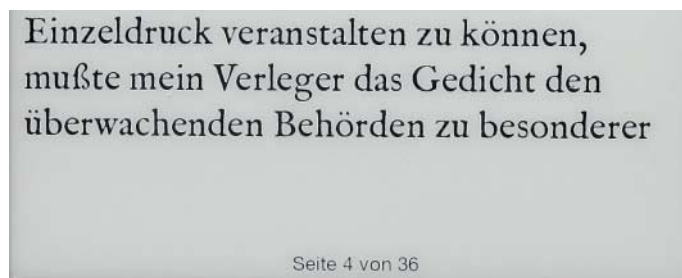 Einzeldruck veranstalten zu können,
mußte mein Verleger das Gedicht den
überwachenden Behörden zu besonderer
Seite 4 von 36